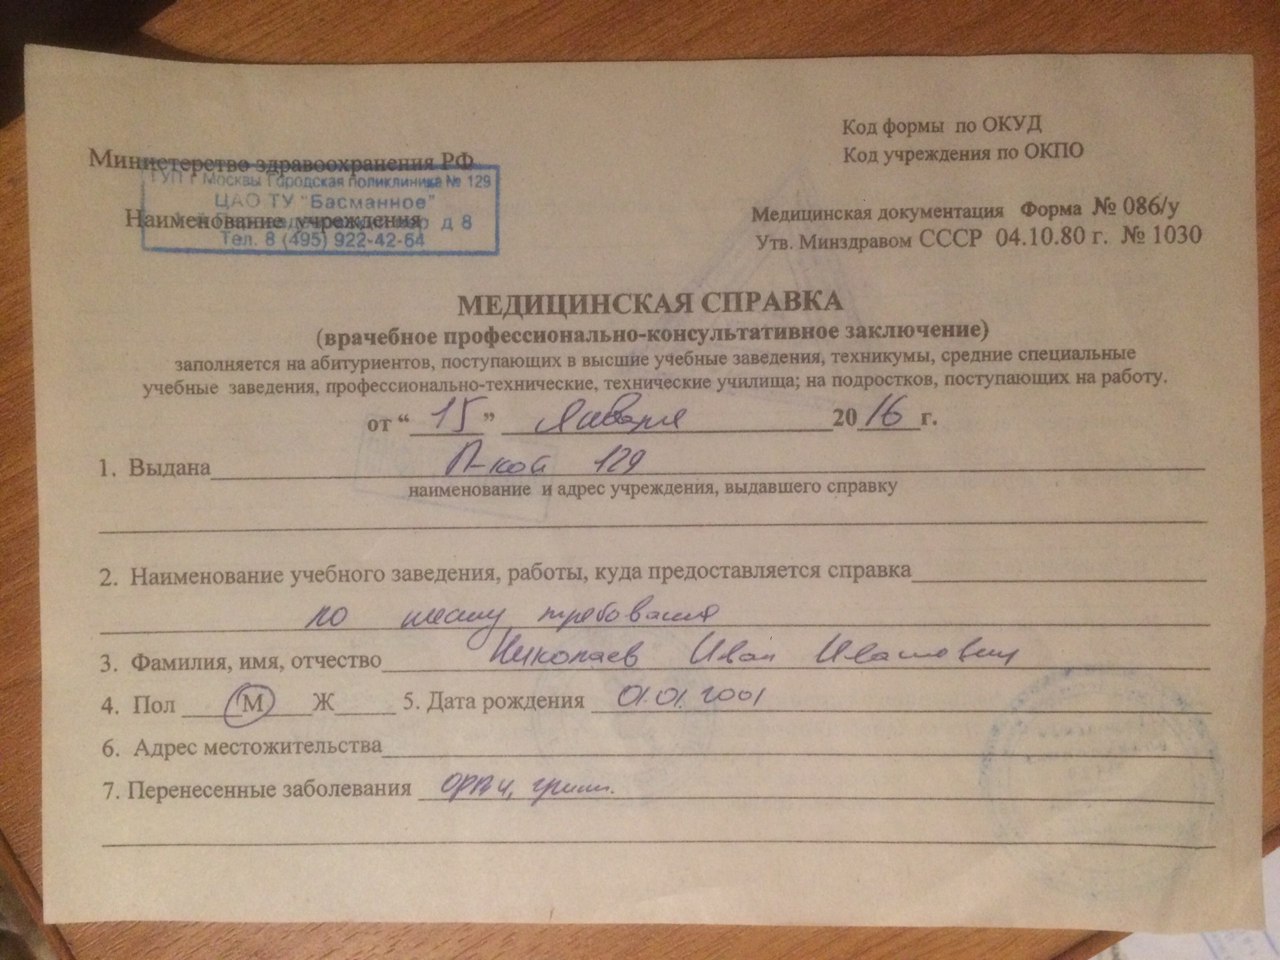 Министерство здравоохранения РФ
Код формы по ОКУД
Код учреждения по ОКПО
ГУП г Москвы Городская поликлиника № 129
ЦАО ТУ "Басманное"
Наименование учреждения
д 8
Тел. 8 (495) 922-42-64
Медицинская документация Форма № 086/у
Утв. Минздравом СССР 04.10.80 г. № 1030
МЕДИЦИНСКАЯ СПРАВКА
(врачебное профессионально-консультативное заключение)
заполняется на абитуриентов, поступающих в высшие учебные заведения, техникумы, средние специальные
учебные заведения, профессионально-технические, технические училища; на подростков, поступающих на работу.
от “ 15 ” Января 2016 г.
1. Выдана П-кой 129
наименование и адрес учреждения, выдавшего справку
2. Наименование учебного заведения, работы, куда предоставляется справка
по месту требования
3. Фамилия, имя, отчество Николаев Иван Иванович
4. Пол М Ж 5. Дата рождения 01.01.2001
6. Адрес местожительства
7. Перенесенные заболевания ОРВИ, грипп.